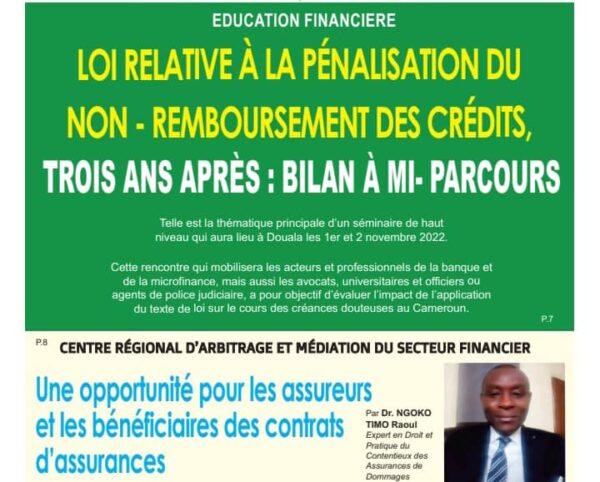 EDUCATION FINANCIERE
LOI RELATIVE À LA PÉNALISATION DU
NON - REMBOURSEMENT DES CRÉDITS,
TROIS ANS APRÈS : BILAN À MI- PARCOURS
Telle est la thématique principale d'un séminaire de haut
niveau qui aura lieu à Douala les 1er et 2 novembre 2022.
Cette rencontre qui mobilisera les acteurs et professionnels de la banque et
de la microfinance, mais aussi les avocats, universitaires et officiers ou
agents de police judiciaire, a pour objectif d'évaluer l'impact de l'application
du texte de loi sur le cours des créances douteuses au Cameroun.
P.7
P.8 CENTRE RÉGIONAL D'ARBITRAGE ET MÉDIATION DU SECTEUR FINANCIER
Une opportunité pour les assureurs
et les bénéficiaires des contrats
d'assurances
Par Dr. NGOKO
TIMO Raoul
Expert en Droit et
Pratique du
Contentieux des
Assurances de
Dommages